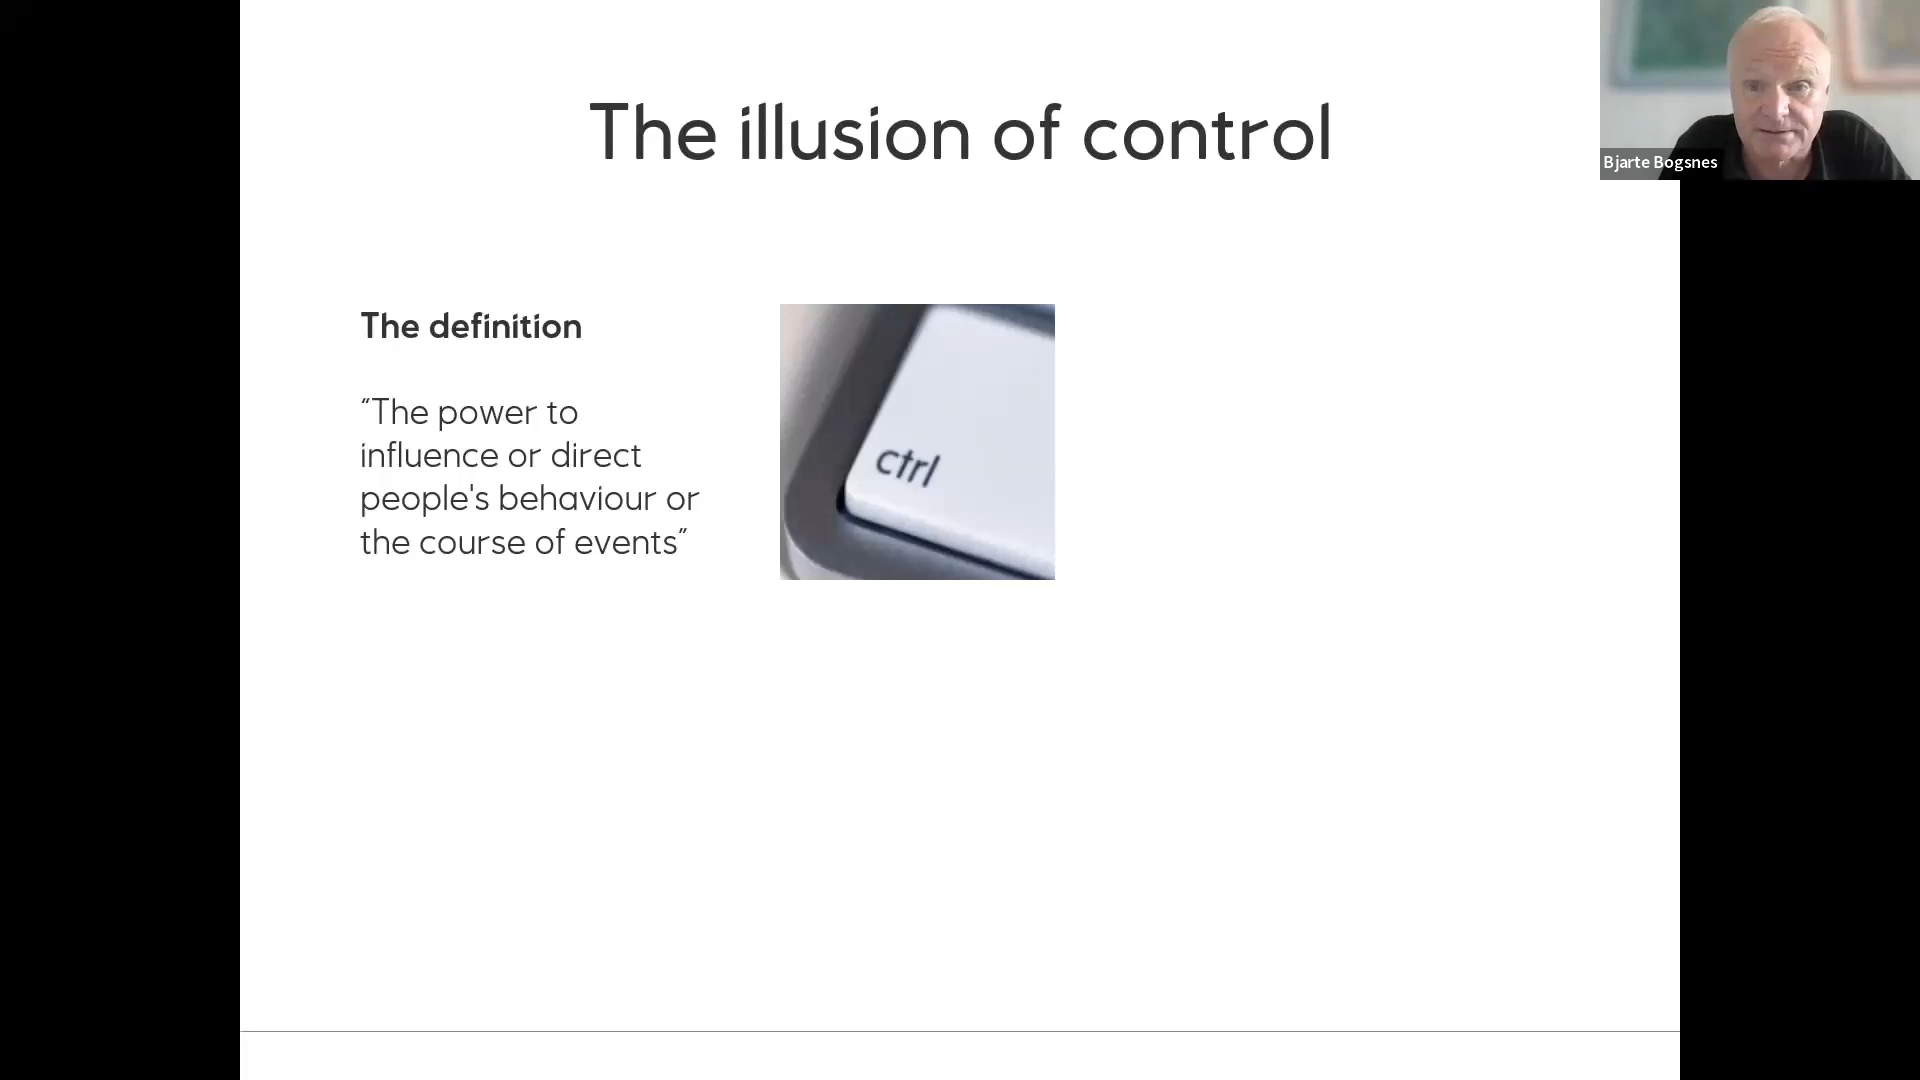 The illusion of control
Bjarte Bogsnes
The definition
“The power to
influence or direct
people's behaviour or
the course of events”
ctrl